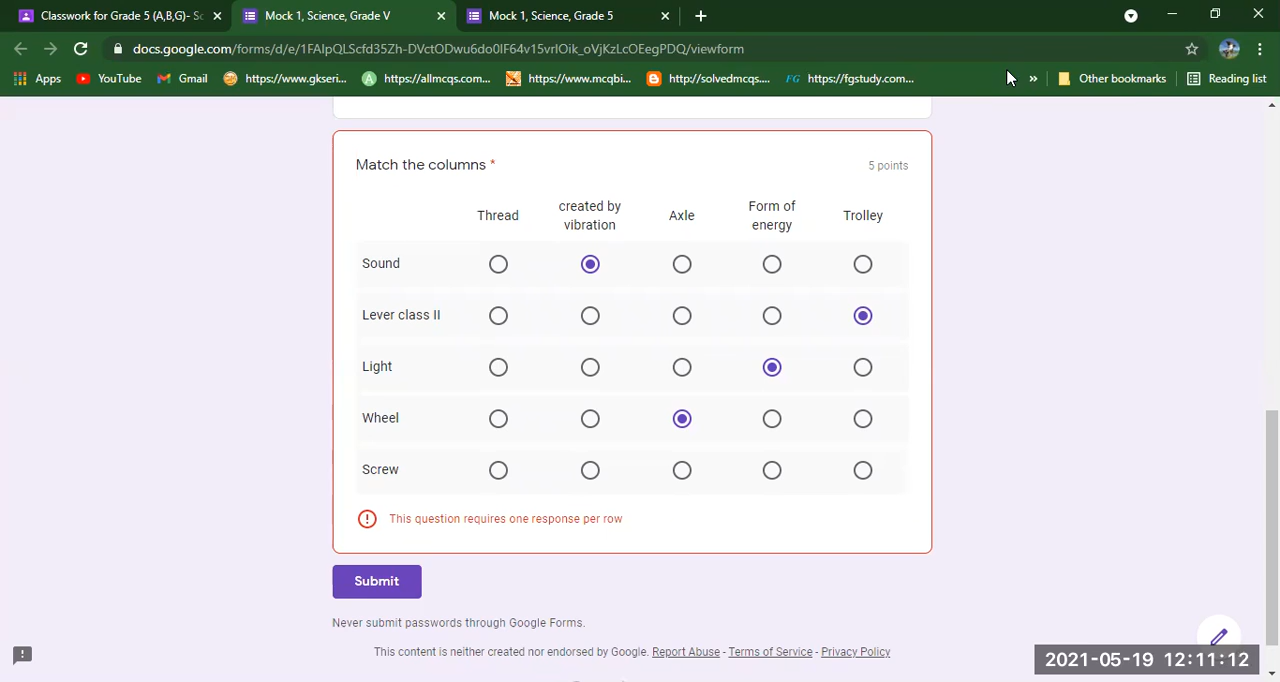 Classwork for Grade 5 (A,B,G)- Sc
Mock 1, Science, Grade V
Mock 1, Science, Grade 5
docs.google.com/forms/d/e/1FAIpQLScfd35Zh-DVctODwu6do0IF64v15vrIOik_oVjKzLcOEegPDQ/viewform
Apps
YouTube
Gmail
https://www.gkseri...
https://allmcqs.com...
https://www.mcqbi...
http://solvedmcqs....
FG https://fgstudy.com...
»
Other bookmarks
Reading list
Match the columns *
5 points
Thread
created by
vibration
Axle
Form of
energy
Trolley
Sound
Lever class II
Light
Wheel
Screw
This question requires one response per row
Submit
Never submit passwords through Google Forms.
This content is neither created nor endorsed by Google. Report Abuse - Terms of Service - Privacy Policy
2021-05-19 12:11:12